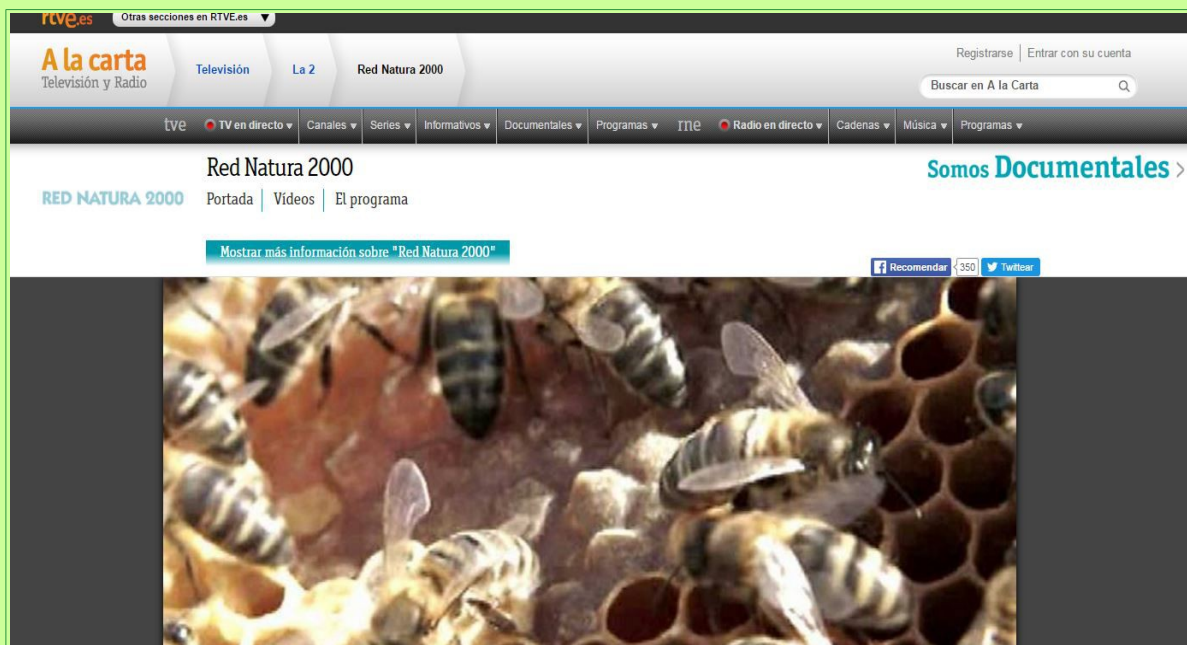 rtve.es Otras secciones en RTVE.es ▼
A la carta
Televisión y Radio
Televisión La 2 Red Natura 2000
Registrarse | Entrar con su cuenta
Buscar en A la Carta
tve TV en directo ▾ Canales ▾ Series ▾ Informativos ▾ Documentales ▾ Programas ▾ rne Radio en directo ▾ Cadenas ▾ Música ▾ Programas ▾
RED NATURA 2000
Red Natura 2000
Portada | Vídeos | El programa
Somos Documentales >
Mostrar más información sobre "Red Natura 2000"
Recomendar 350 Twittear